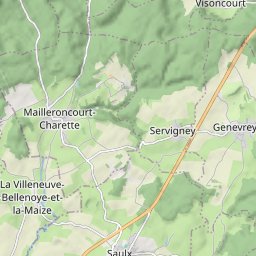 Visoncourt
Mailleroncourt-
Charette
Servigney
Genevrey
La Villeneuve-
Bellenoye-et-
la-Maize
Saulx